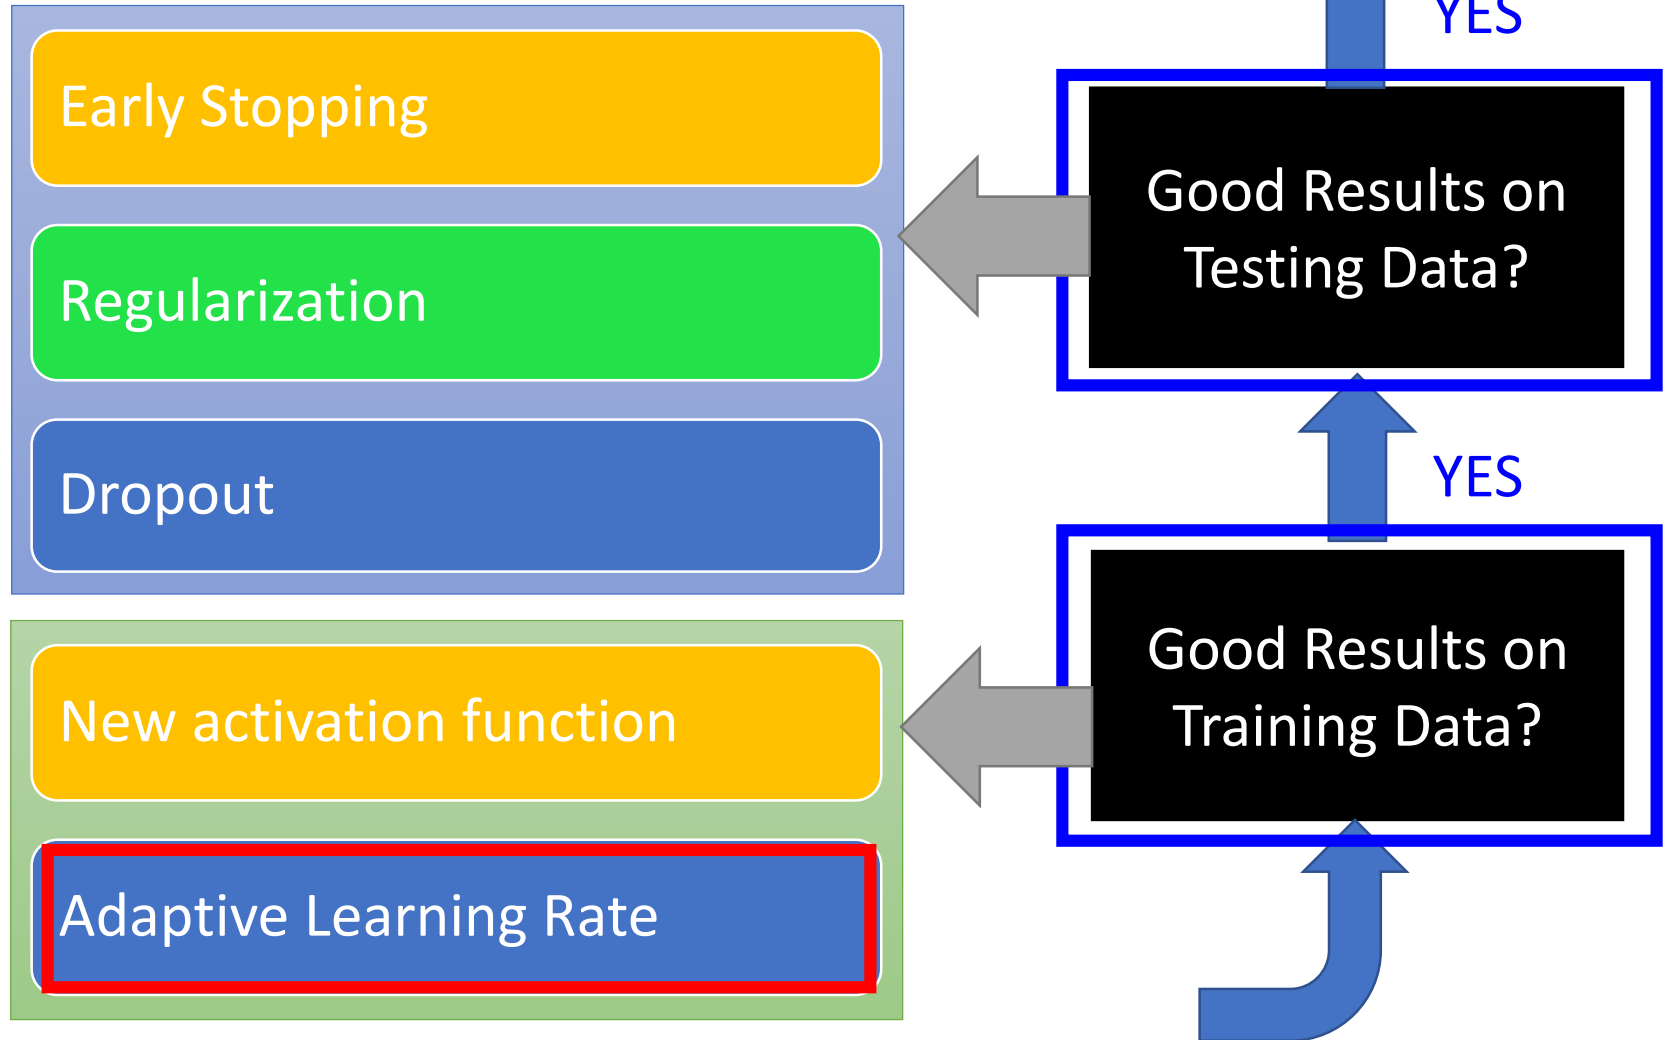 YES
Early Stopping
Good Results on
Testing Data?
Regularization
Dropout
YES
Good Results on
Training Data?
New activation function
Adaptive Learning Rate